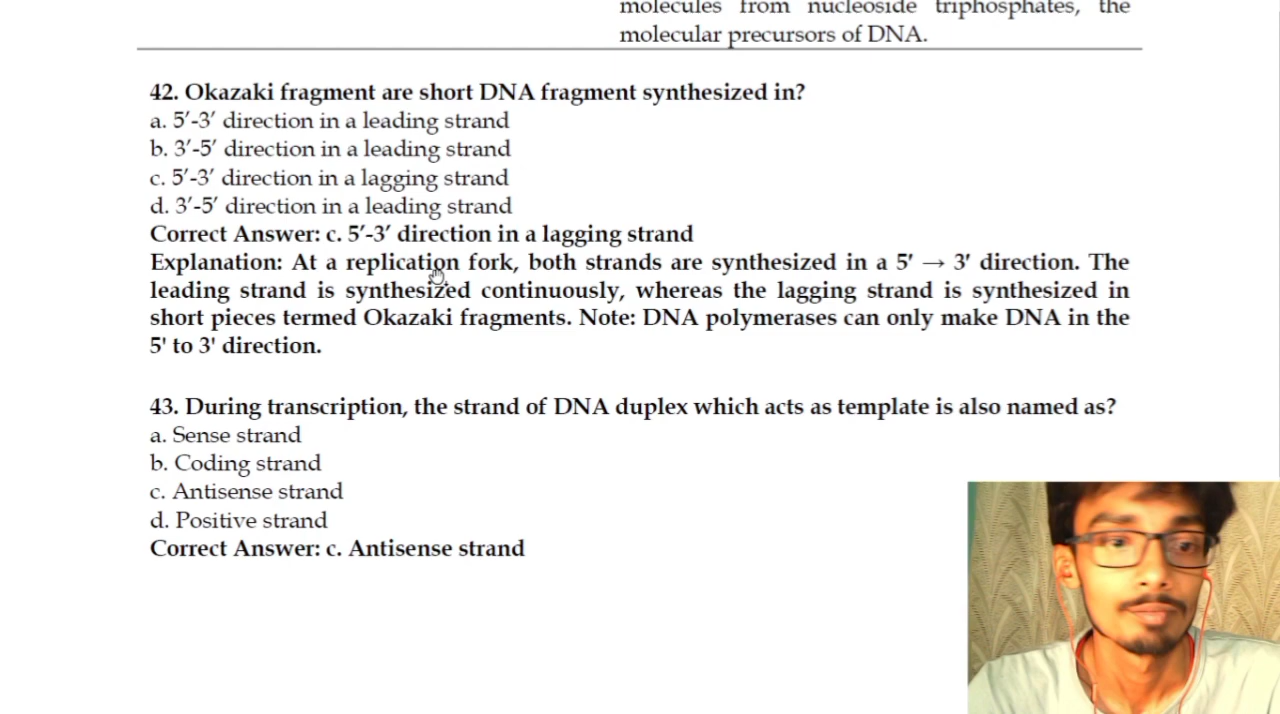 molecules from nucleoside triphosphates, the
molecular precursors of DNA.
42. Okazaki fragment are short DNA fragment synthesized in?
a. 5′-3′ direction in a leading strand
b. 3′-5′ direction in a leading strand
c. 5′-3′ direction in a lagging strand
d. 3′-5′ direction in a leading strand
Correct Answer: c. 5′-3′ direction in a lagging strand
Explanation: At a replication fork, both strands are synthesized in a 5′ → 3′ direction. The
leading strand is synthesized continuously, whereas the lagging strand is synthesized in
short pieces termed Okazaki fragments. Note: DNA polymerases can only make DNA in the
5' to 3' direction.
43. During transcription, the strand of DNA duplex which acts as template is also named as?
a. Sense strand
b. Coding strand
c. Antisense strand
d. Positive strand
Correct Answer: c. Antisense strand